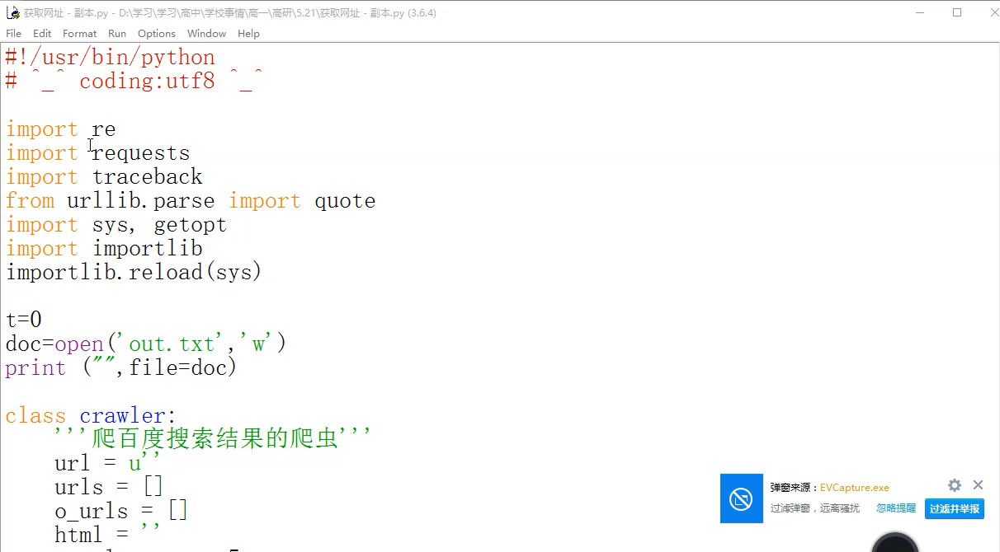 获取网址 - 副本.py - D:\学习\学习\高中\学校事情\高一\高研\5.21\获取网址 - 副本.py (3.6.4)
File Edit Format Run Options Window Help
#!/usr/bin/python
# ^_^ coding:utf8 ^_^
import re
import requests
import traceback
from urllib.parse import quote
import sys, getopt
import importlib
importlib.reload(sys)
t=0
doc=open('out.txt','w')
print ("",file=doc)
class crawler:
'''爬百度搜索结果的爬虫'''
url = u''
urls = []
o_urls = []
html = ''
弹窗来源：EVCapture.exe
过滤弹窗，远离骚扰 忽略提醒 过滤并举报